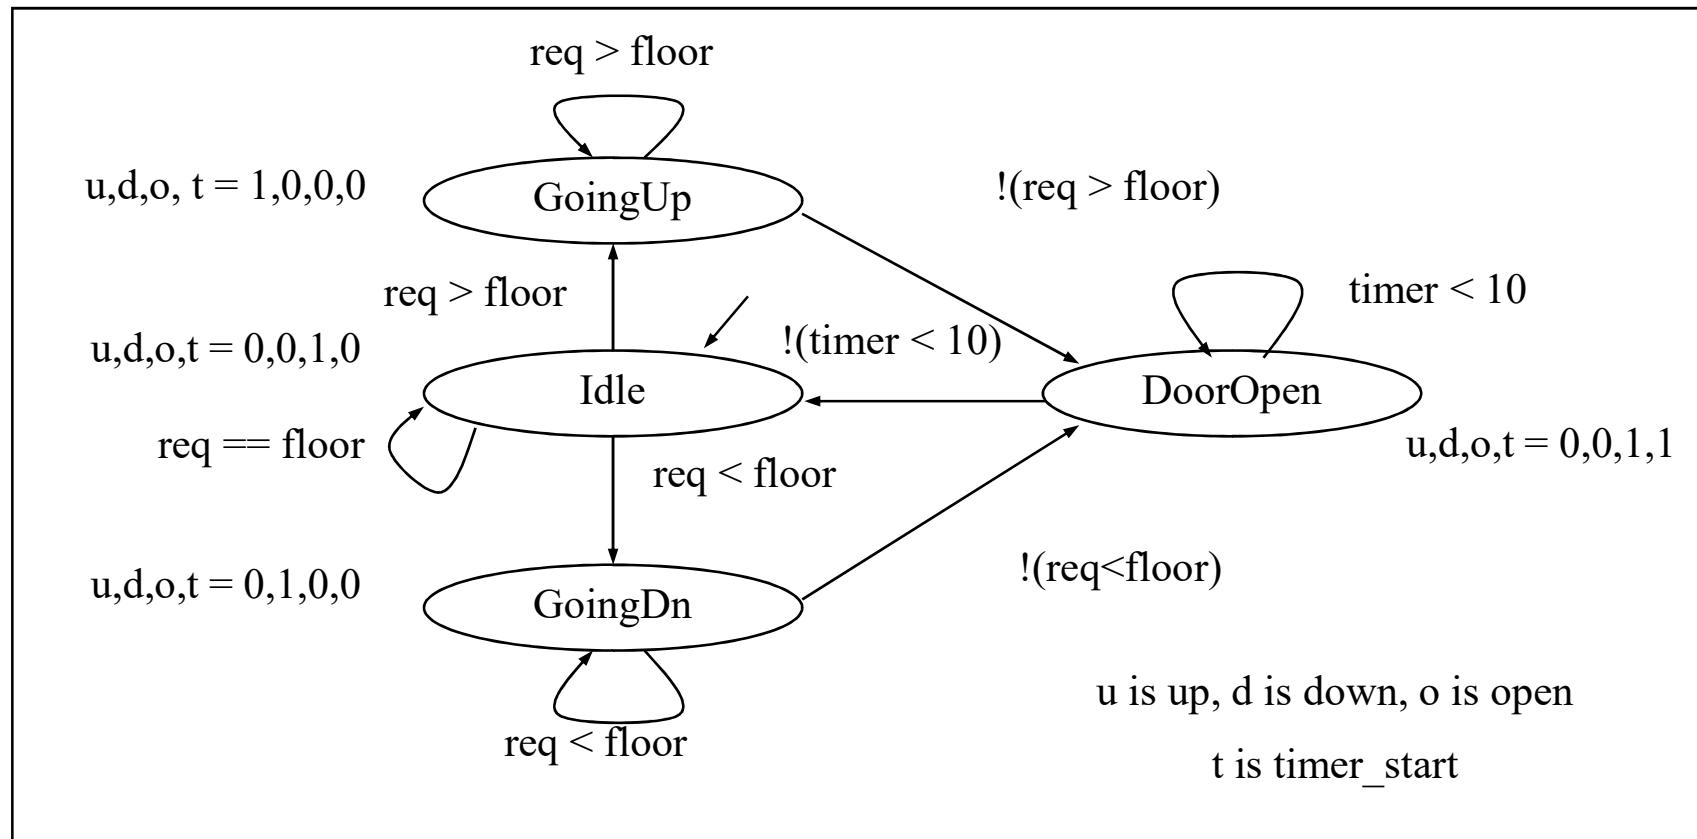 req > floor
u,d,o, t = 1,0,0,0
GoingUp
!(req > floor)
req > floor
timer < 10
u,d,o,t = 0,0,1,0
!(timer < 10)
Idle
DoorOpen
req == floor
u,d,o,t = 0,0,1,1
req < floor
!(req<floor)
u,d,o,t = 0,1,0,0
GoingDn
u is up, d is down, o is open
req < floor
t is timer_start